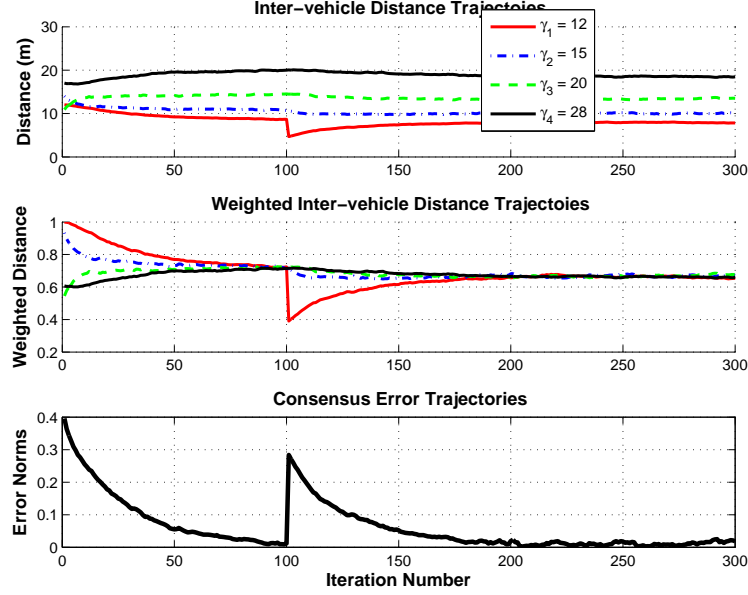 Inter-vehicle Distance Trajectoies
Distance (m)
30
20
10
0
0 50 100 150 200 250 300
γ1 = 12
γ2 = 15
γ3 = 20
γ4 = 28
Weighted Inter-vehicle Distance Trajectoies
Weighted Distance
1
0.8
0.6
0.4
0.2
0 50 100 150 200 250 300
Consensus Error Trajectories
Error Norms
0.4
0.3
0.2
0.1
0
0 50 100 150 200 250 300
Iteration Number